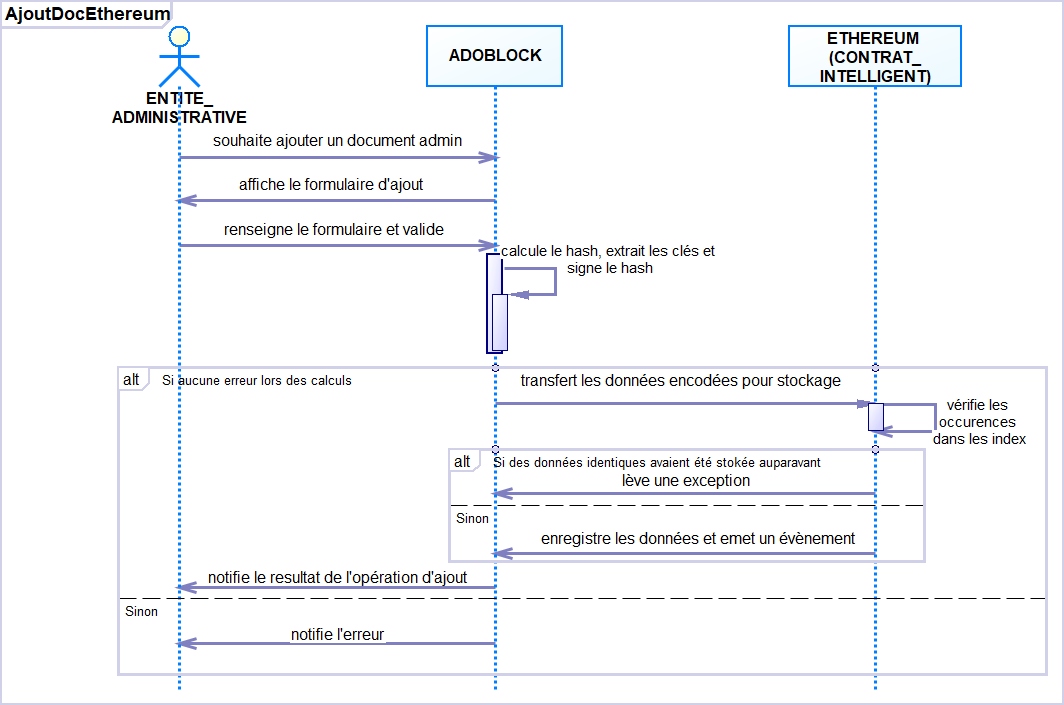 AjoutDocEthereum
ENTITE_
ADMINISTRATIVE
ADOBLOCK
ETHEREUM
(CONTRAT_
INTELLIGENT)
souhaite ajouter un document admin
affiche le formulaire d'ajout
renseigne le formulaire et valide
calcule le hash, extrait les clés et
signe le hash
alt
Si aucune erreur lors des calculs
transfert les données encodées pour stockage
vérifie les
occurences
dans les index
alt
Si des données identiques avaient été stokée auparavant
lève une exception
Sinon
enregistre les données et emet un évènement
notifie le resultat de l'opération d'ajout
Sinon
notifie l'erreur